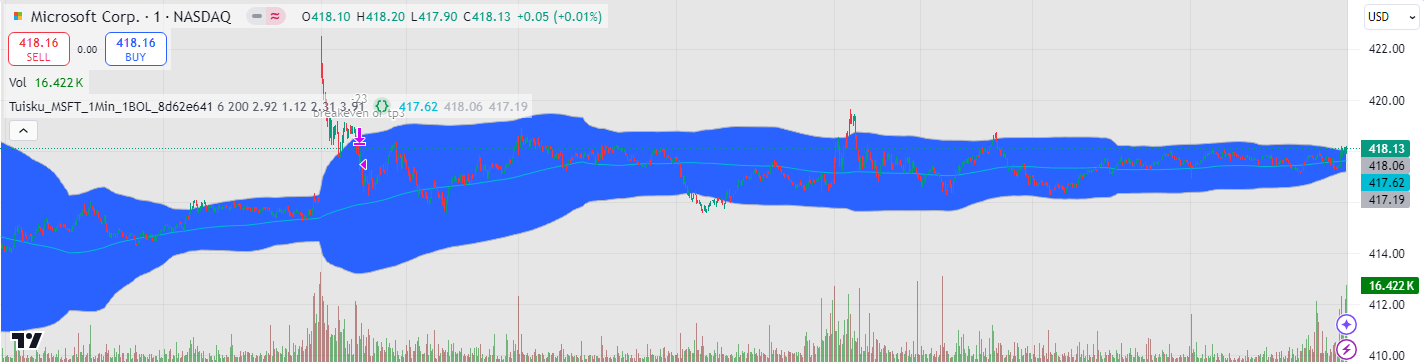 Microsoft Corp. · 1 · NASDAQ O418.10 H418.20 L417.90 C418.13 +0.05 (+0.01%)
USD
418.16 0.00 418.16
SELL BUY
422.00
Vol 16.422 K
-23
Tuisku_MSFT_1Min_1BOL_8d62e641 6 200 2.92 1.12 2.31 3.91 {} 417.62 418.06 417.19
420.00
breakeven or tp3
418.13
418.06
417.62
417.19
414.00
16.422 K
412.00
410.00